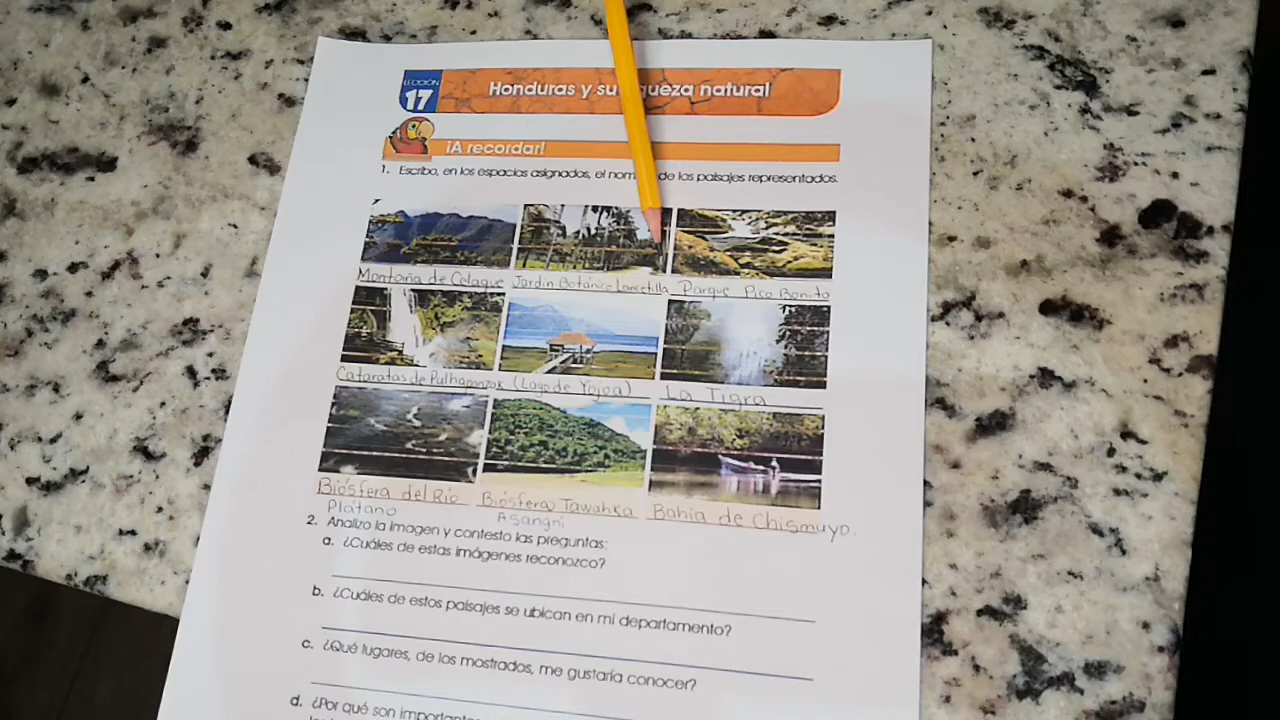 LECCIÓN
17
Honduras y su queza natural
¡A recordar!
1. Escribo, en los espacios asignados, el nom de los paisajes representados.
Montaña de Celaque Jardin Botánico Lancetilla Parque Pico Bonito
Cataratas de Pulhapanzak (Lago de Yojoa) La Tigra
Biósfera del Río Biósfera Tawahka Bahia de Chismuyo.
Plátano Asangni
2. Analizo la imagen y contesto las preguntas:
a. ¿Cuáles de estas imágenes reconozco?
b. ¿Cuáles de estos paisajes se ubican en mi departamento?
c. ¿Qué lugares, de los mostrados, me gustaría conocer?
d. ¿Por qué son important